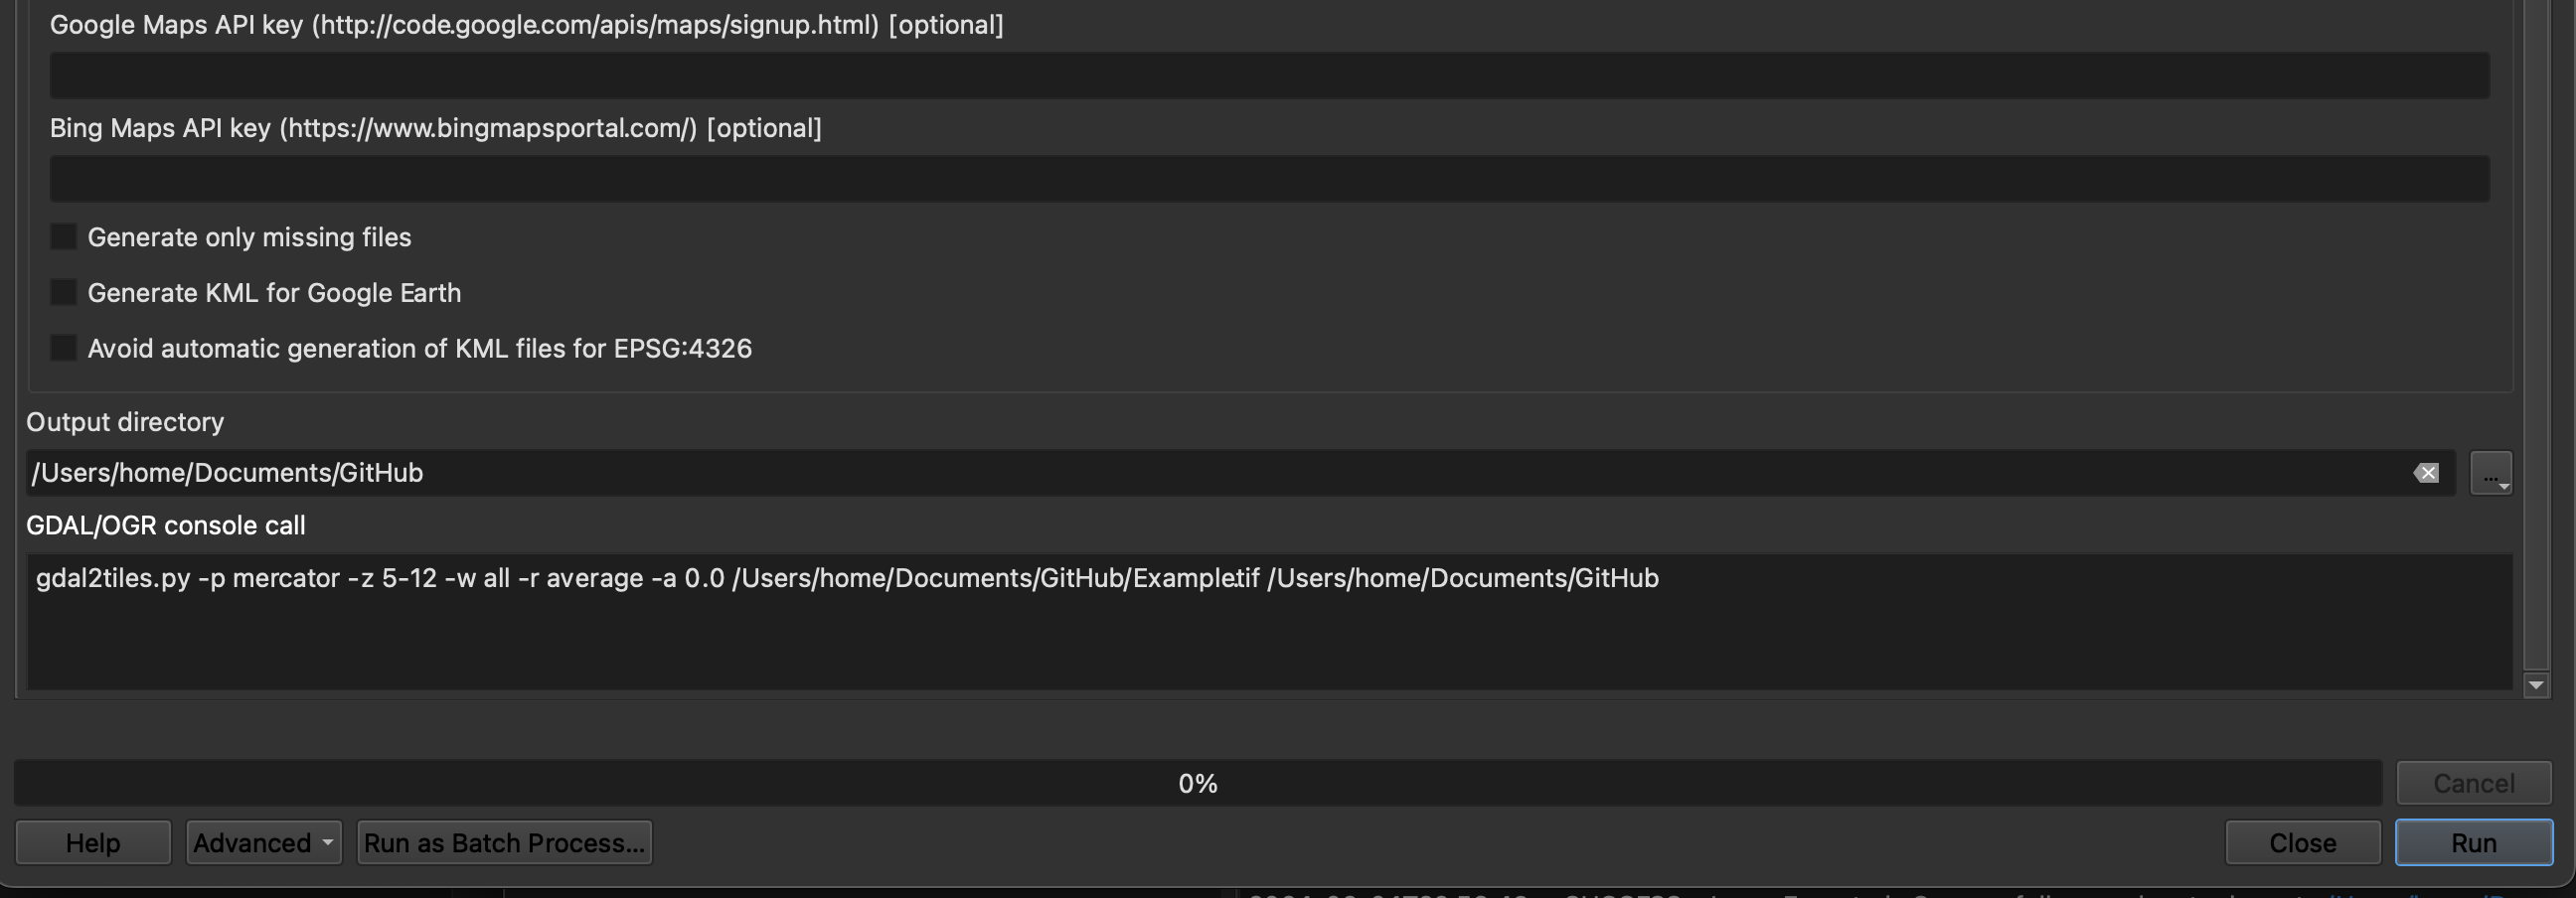 Google Maps API key (http://code.google.com/apis/maps/signup.html) [optional]
Bing Maps API key (https://www.bingmapsportal.com/) [optional]
Generate only missing files
Generate KML for Google Earth
Avoid automatic generation of KML files for EPSG:4326
Output directory
/Users/home/Documents/GitHub
...
GDAL/OGR console call
gdal2tiles.py -p mercator -z 5-12 -w all -r average -a 0.0 /Users/home/Documents/GitHub/Example.tif /Users/home/Documents/GitHub
0%
Cancel
Help
Advanced
Run as Batch Process...
Close
Run